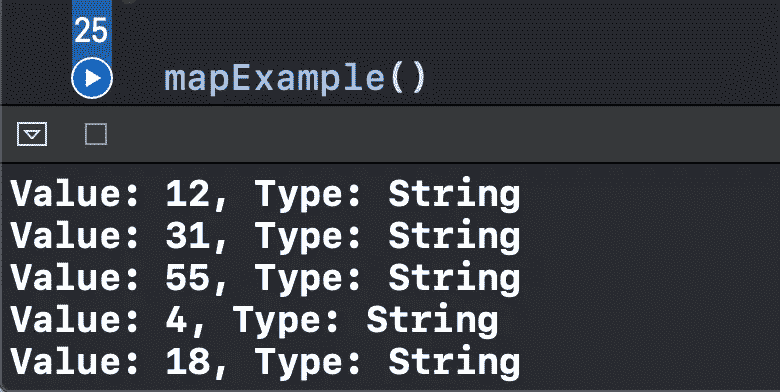 25
mapExample()
Value: 12, Type: String
Value: 31, Type: String
Value: 55, Type: String
Value: 4, Type: String
Value: 18, Type: String